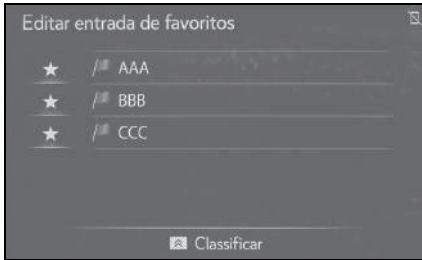 Editar entrada de favoritos
AAA
BBB
CCC
Classificar